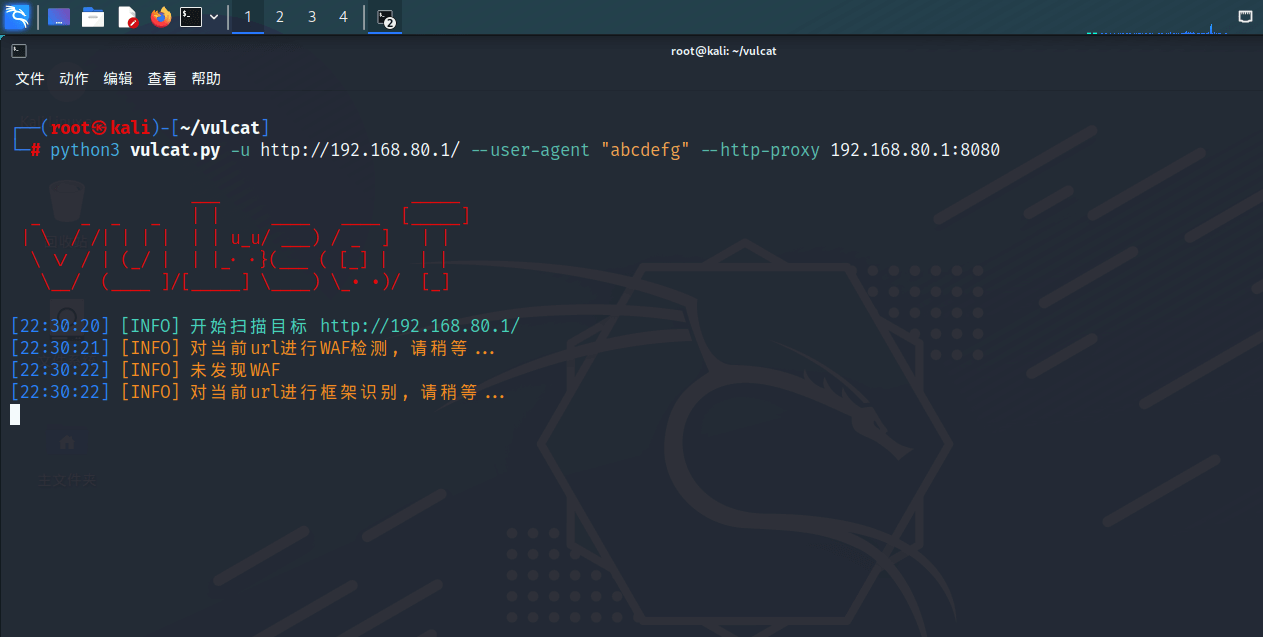 1 2 3 4 2
root@kali: ~/vulcat
文件 动作 编辑 查看 帮助
┌──(root㉿kali)-[~/vulcat]
└─# python3 vulcat.py -u http://192.168.80.1/ --user-agent "abcdefg" --http-proxy 192.168.80.1:8080
[22:30:20] [INFO] 开始扫描目标 http://192.168.80.1/
[22:30:21] [INFO] 对当前url进行WAF检测, 请稍等...
[22:30:22] [INFO] 未发现WAF
[22:30:22] [INFO] 对当前url进行框架识别, 请稍等...
主文件夹